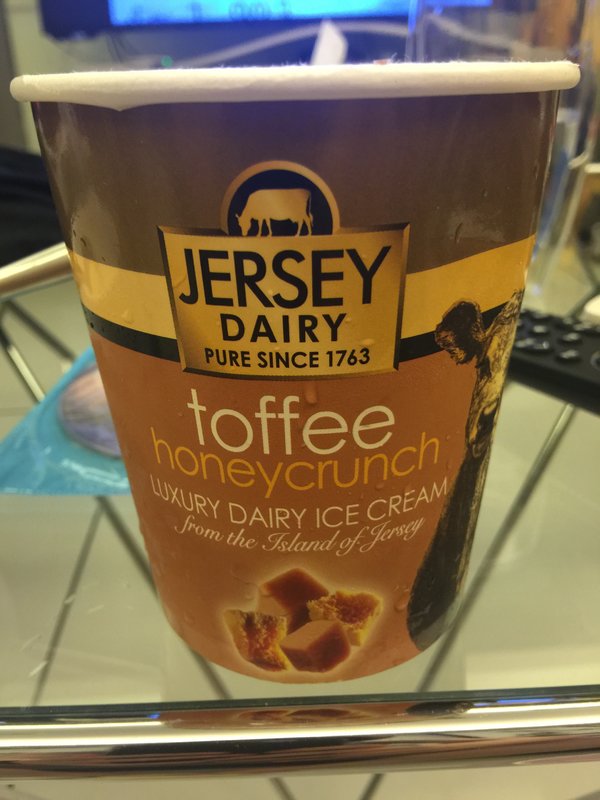 JERSEY
DAIRY
PURE SINCE 1763
toffee
honeycrunch
LUXURY DAIRY ICE CREAM
from the Island of Jersey